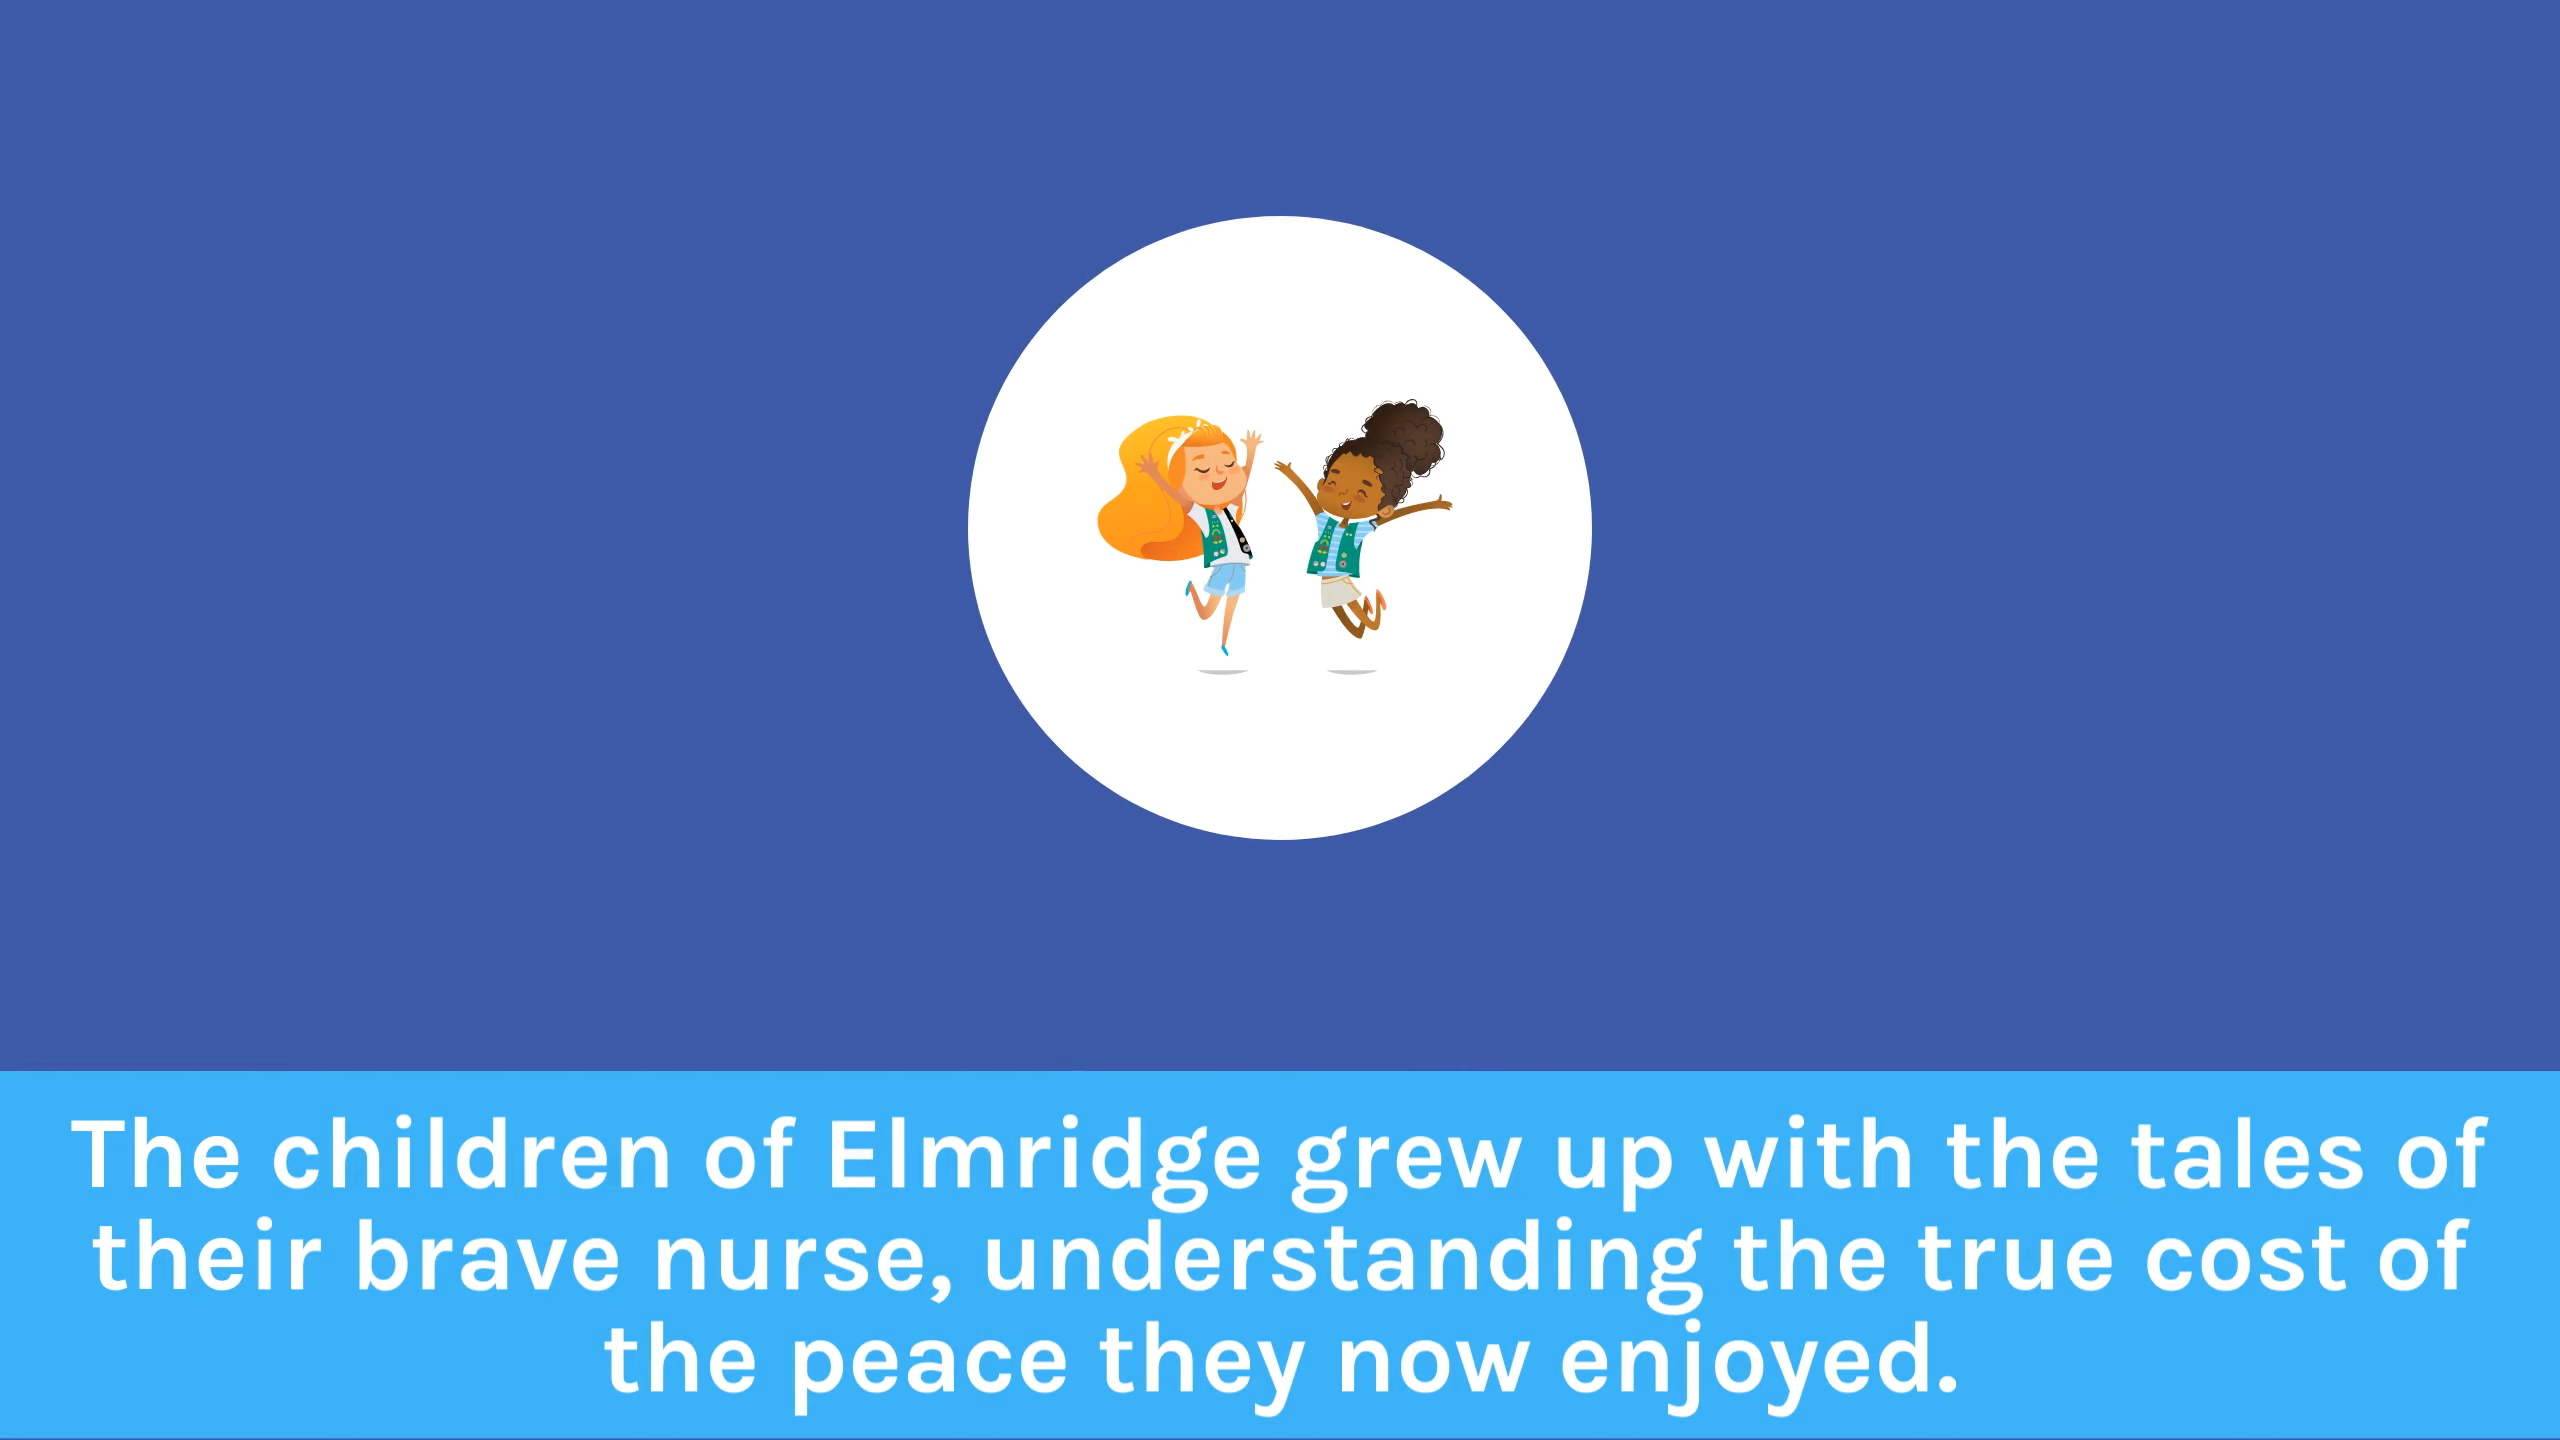 The children of Elmridge grew up with the tales of
their brave nurse, understanding the true cost of
the peace they now enjoyed.